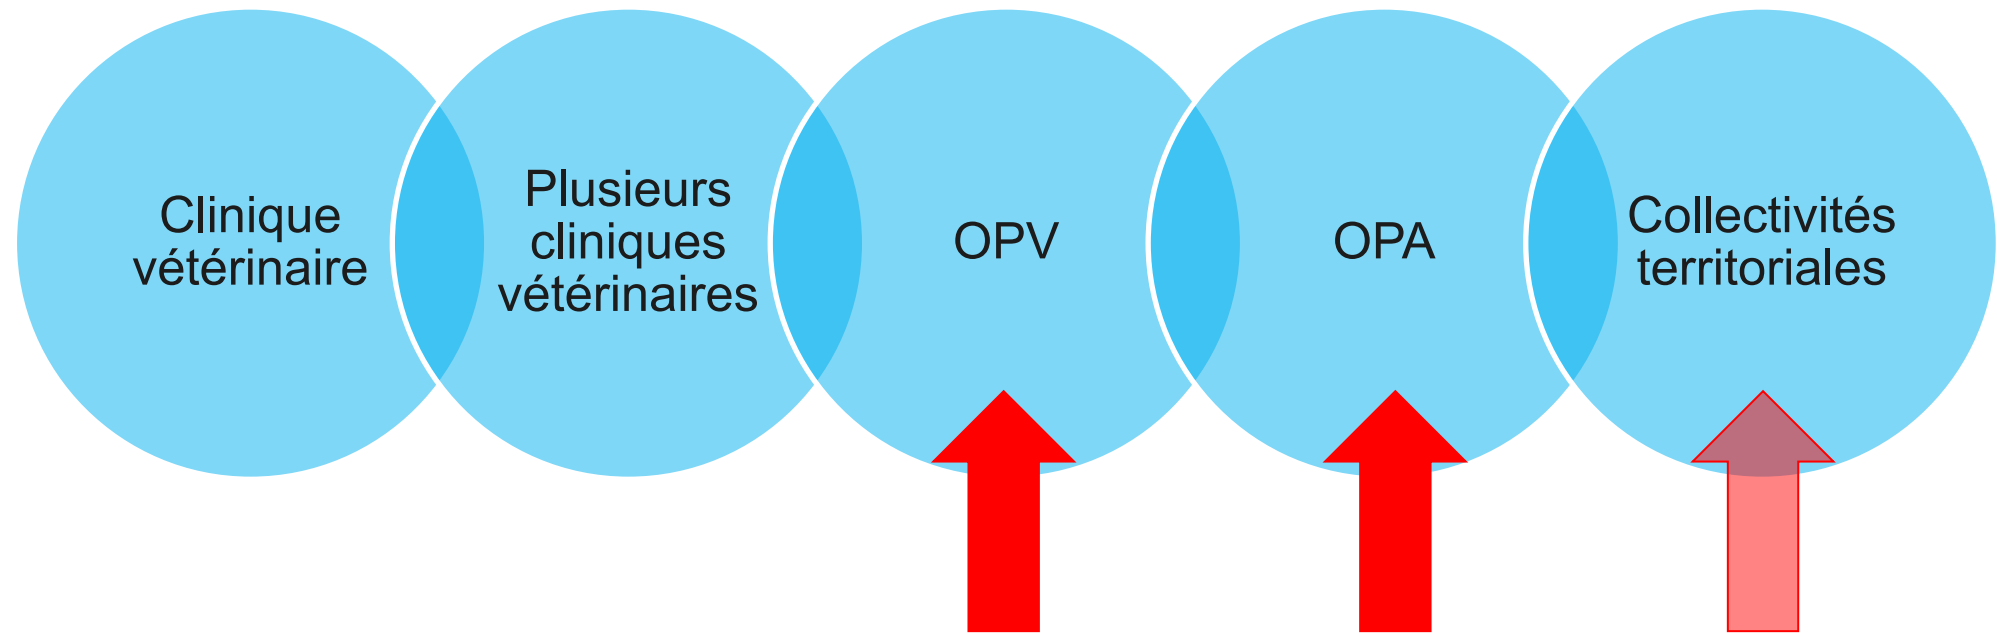 Clinique
vétérinaire
Plusieurs
cliniques
vétérinaires
OPV
OPA
Collectivités
territoriales